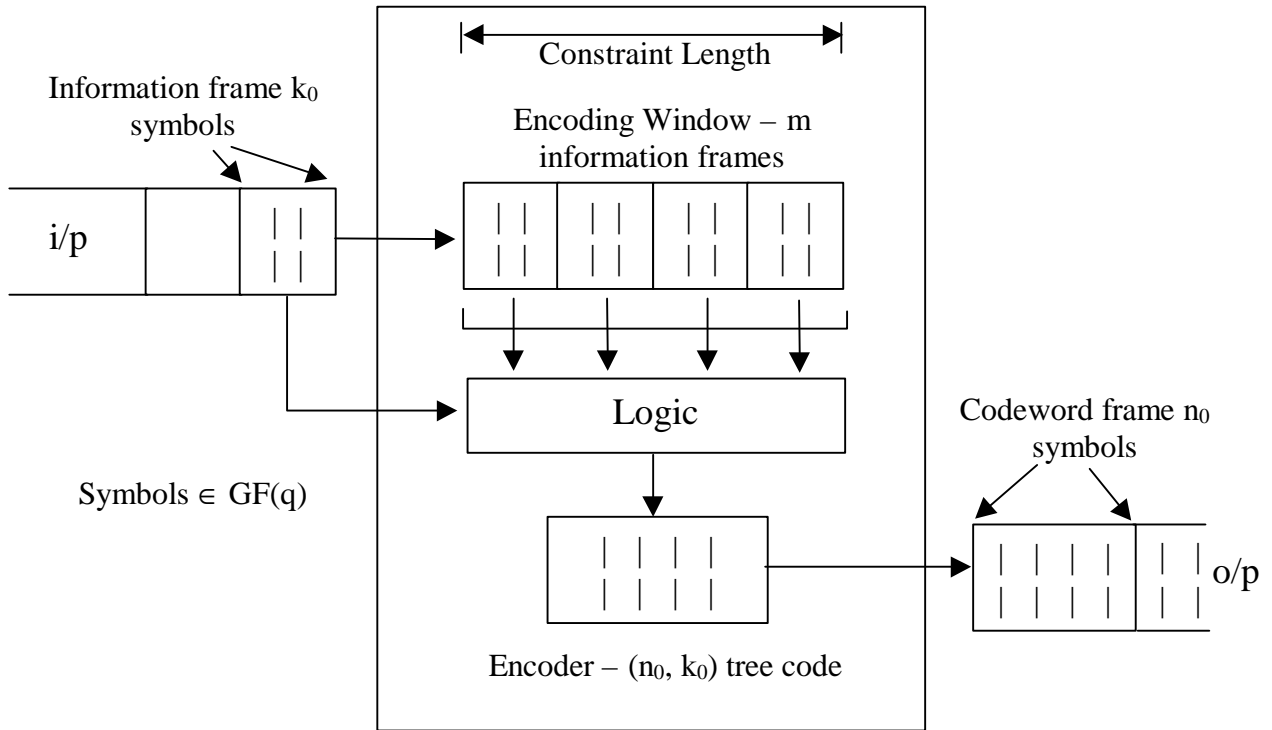 Constraint Length
Information frame k₀
symbols
Encoding Window – m
information frames
i/p
Logic
Codeword frame n₀
symbols
Symbols ∈ GF(q)
o/p
Encoder – (n₀, k₀) tree code